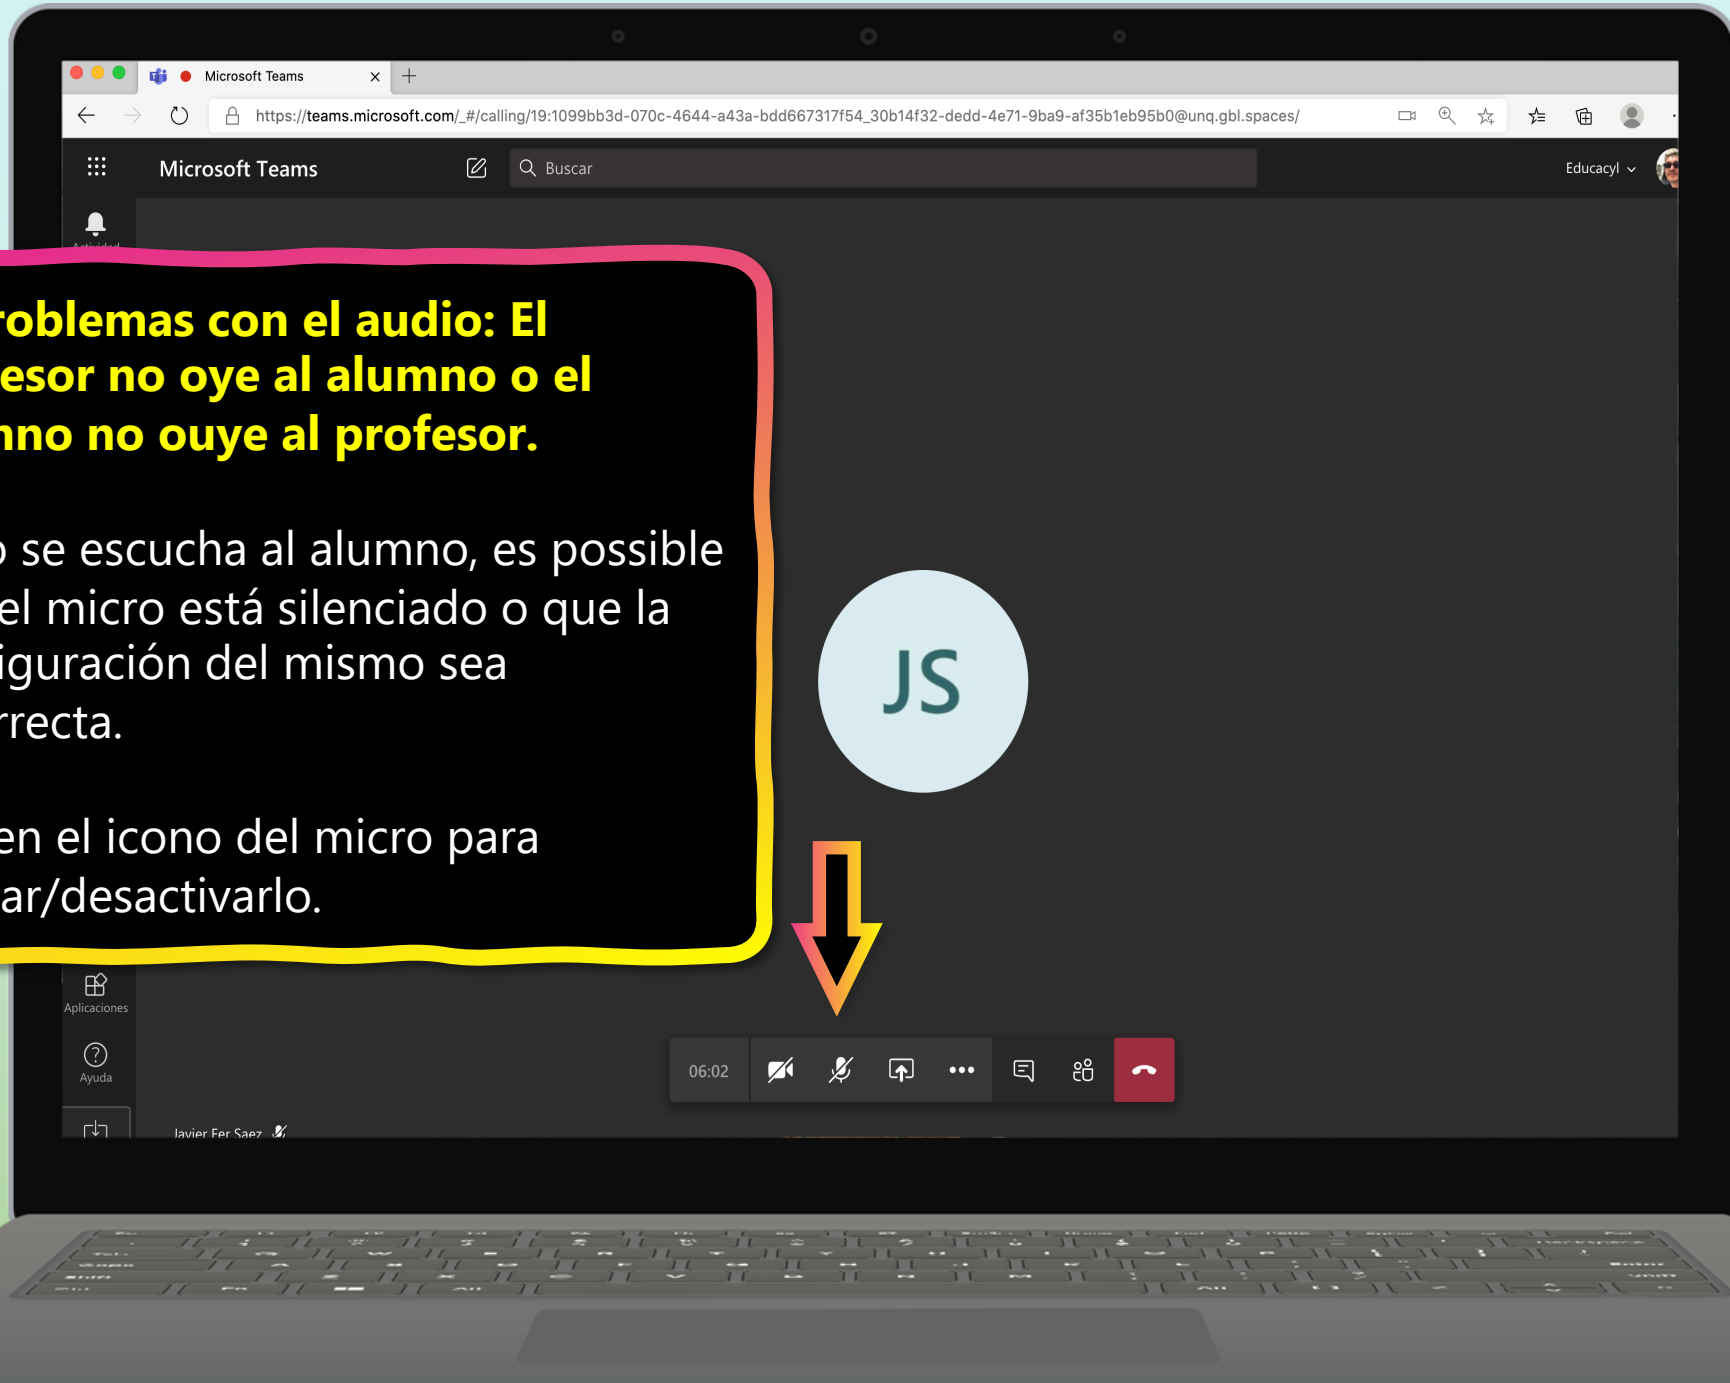 Microsoft Teams
https://teams.microsoft.com/_#/calling/19:1099bb3d-070c-4644-a43a-bdd667317f54_30b14f32-dedd-4e71-9ba9-af35b1eb95b0@unq.gbl.spaces/
Microsoft Teams
Buscar
Educacyl
roblemas con el audio: El
esor no oye al alumno o el
nno no ouye al profesor.
o se escucha al alumno, es possible
el micro está silenciado o que la
iguración del mismo sea
rrecta.
en el icono del micro para
ar/desactivarlo.
JS
Aplicaciones
Ayuda
06:02
Javier Fer Saez